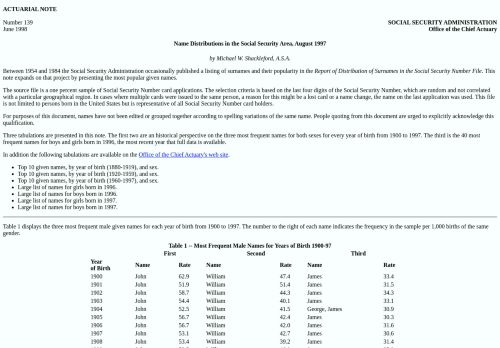 ACTUARIAL NOTE
Number 139 SOCIAL SECURITY ADMINISTRATION
June 1998 Office of the Chief Actuary
Name Distributions in the Social Security Area, August 1997
by Michael W. Shackleford, A.S.A.
Between 1954 and 1984 the Social Security Administration occasionally published a listing of surnames and their popularity in the Report of Distribution of Surnames in the Social Security Number File. This
note expands on that project by presenting the most popular given names.
The source file is a one percent sample of Social Security Number card applications. The selection criteria is based on the last four digits of the Social Security Number, which are random and not correlated
with a particular geographical region. In cases where multiple cards were issued to the same person, a reason for this might be a lost card or a name change, the name on the last application was used. This file
is not limited to persons born in the United States but is representative of all Social Security Number card holders.
For purposes of this document, names have not been edited or grouped together according to spelling variations of the same name. People quoting from this document are urged to explicitly acknowledge this
qualification.
Three tabulations are presented in this note. The first two are an historical perspective on the three most frequent names for both sexes for every year of birth from 1900 to 1997. The third is the 40 most
frequent names for boys and girls born in 1996, the most recent year that full data is available.
In addition the following tabulations are available on the Office of the Chief Actuary's web site.
Top 10 given names, by year of birth (1880-1919), and sex.
Top 10 given names, by year of birth (1920-1959), and sex.
Top 10 given names, by year of birth (1960-1997), and sex.
Large list of names for girls born in 1996.
Large list of names for boys born in 1996.
Large list of names for girls born in 1997.
Large list of names for boys born in 1997.
Table 1 displays the three most frequent male given names for each year of birth from 1900 to 1997. The number to the right of each name indicates the frequency in the sample per 1,000 births of the same
gender.
Table 1 -- Most Frequent Male Names for Years of Birth 1900-97
First Second Third
Year
of Birth Name Rate Name Rate Name Rate
1900 John 62.9 William 47.4 James 33.4
1901 John 51.9 William 51.4 James 31.5
1902 John 58.7 William 44.3 James 34.3
1903 John 54.4 William 40.1 James 33.1
1904 John 52.5 William 41.5 George, James 30.9
1905 John 56.7 William 42.4 James 30.3
1906 John 56.7 William 42.0 James 31.6
1907 John 53.1 William 42.7 James 30.6
1908 John 53.4 William 39.2 James 31.4